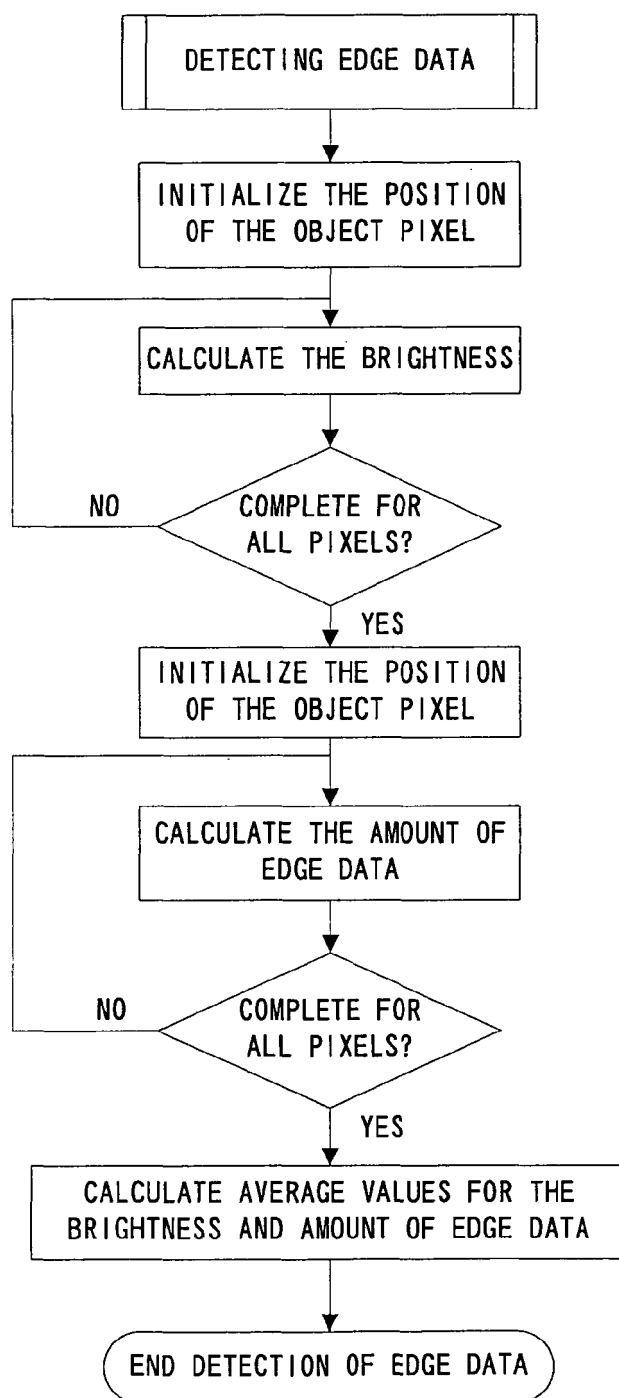 DETECTING EDGE DATA
INITIALIZE THE POSITION
OF THE OBJECT PIXEL
CALCULATE THE BRIGHTNESS
COMPLETE FOR
ALL PIXELS?
NO
YES
INITIALIZE THE POSITION
OF THE OBJECT PIXEL
CALCULATE THE AMOUNT OF
EDGE DATA
COMPLETE FOR
ALL PIXELS?
NO
YES
CALCULATE AVERAGE VALUES FOR THE
BRIGHTNESS AND AMOUNT OF EDGE DATA
END DETECTION OF EDGE DATA